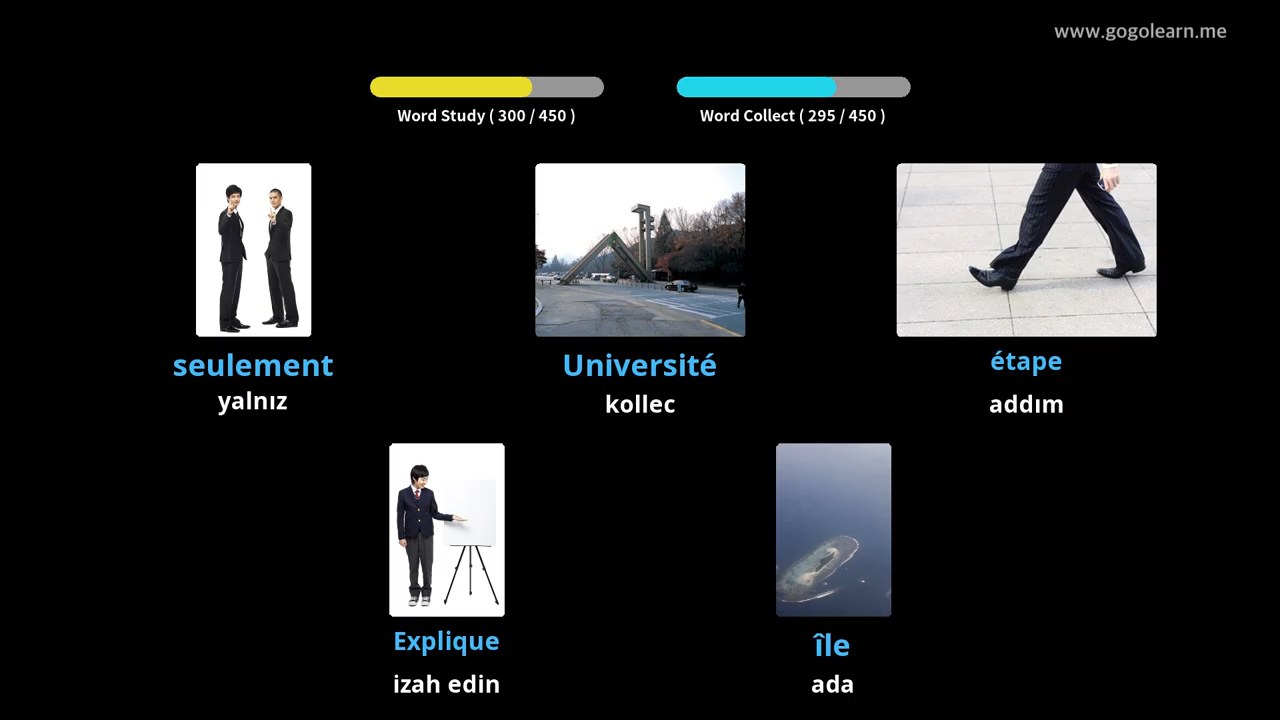 www.gogolearn.me
Word Study ( 300 / 450 )
Word Collect ( 295 / 450 )
seulement
yalnız
Université
kollec
étape
addım
Explique
izah edin
île
ada